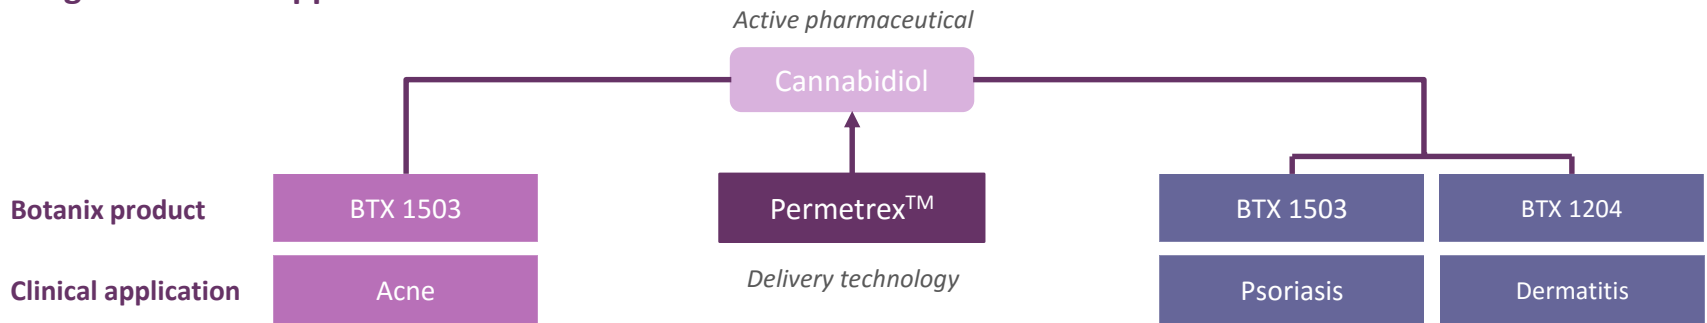 Active pharmaceutical
Cannabidiol
Botanix product
BTX 1503
Permetrex™
BTX 1503
BTX 1204
Clinical application
Acne
Delivery technology
Psoriasis
Dermatitis